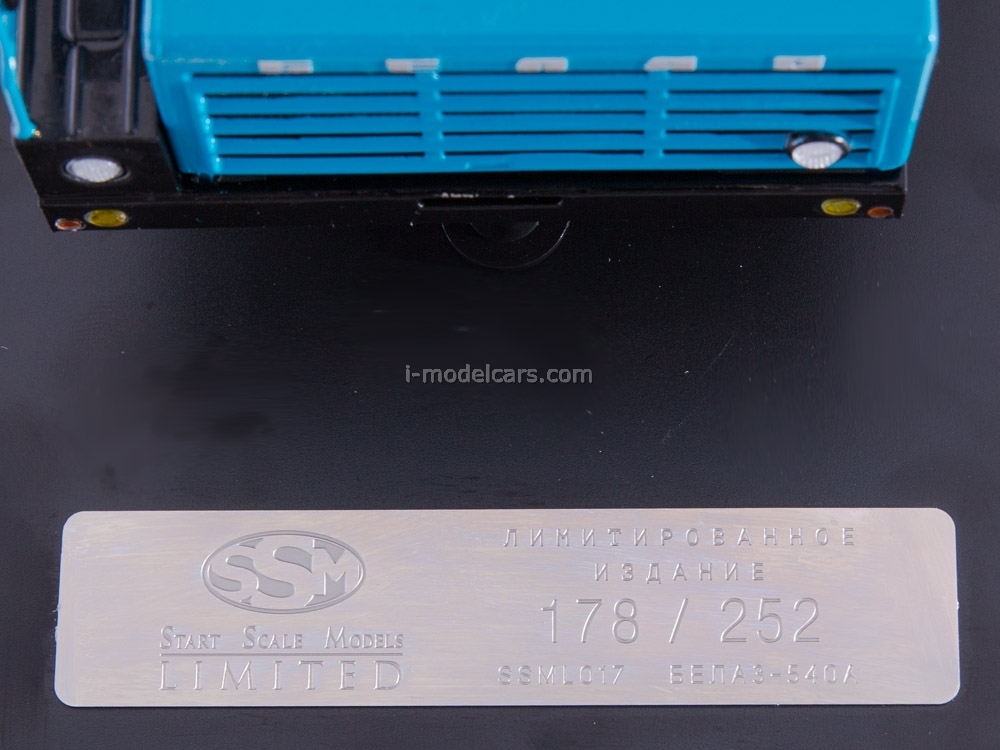 Б Е Л А З
i-modelcars.com
SSM
START SCALE MODELS
LIMITED
ЛИМИТИРОВАННОЕ
ИЗДАНИЕ
178 / 252
SSML017 БЕЛАЗ-540А